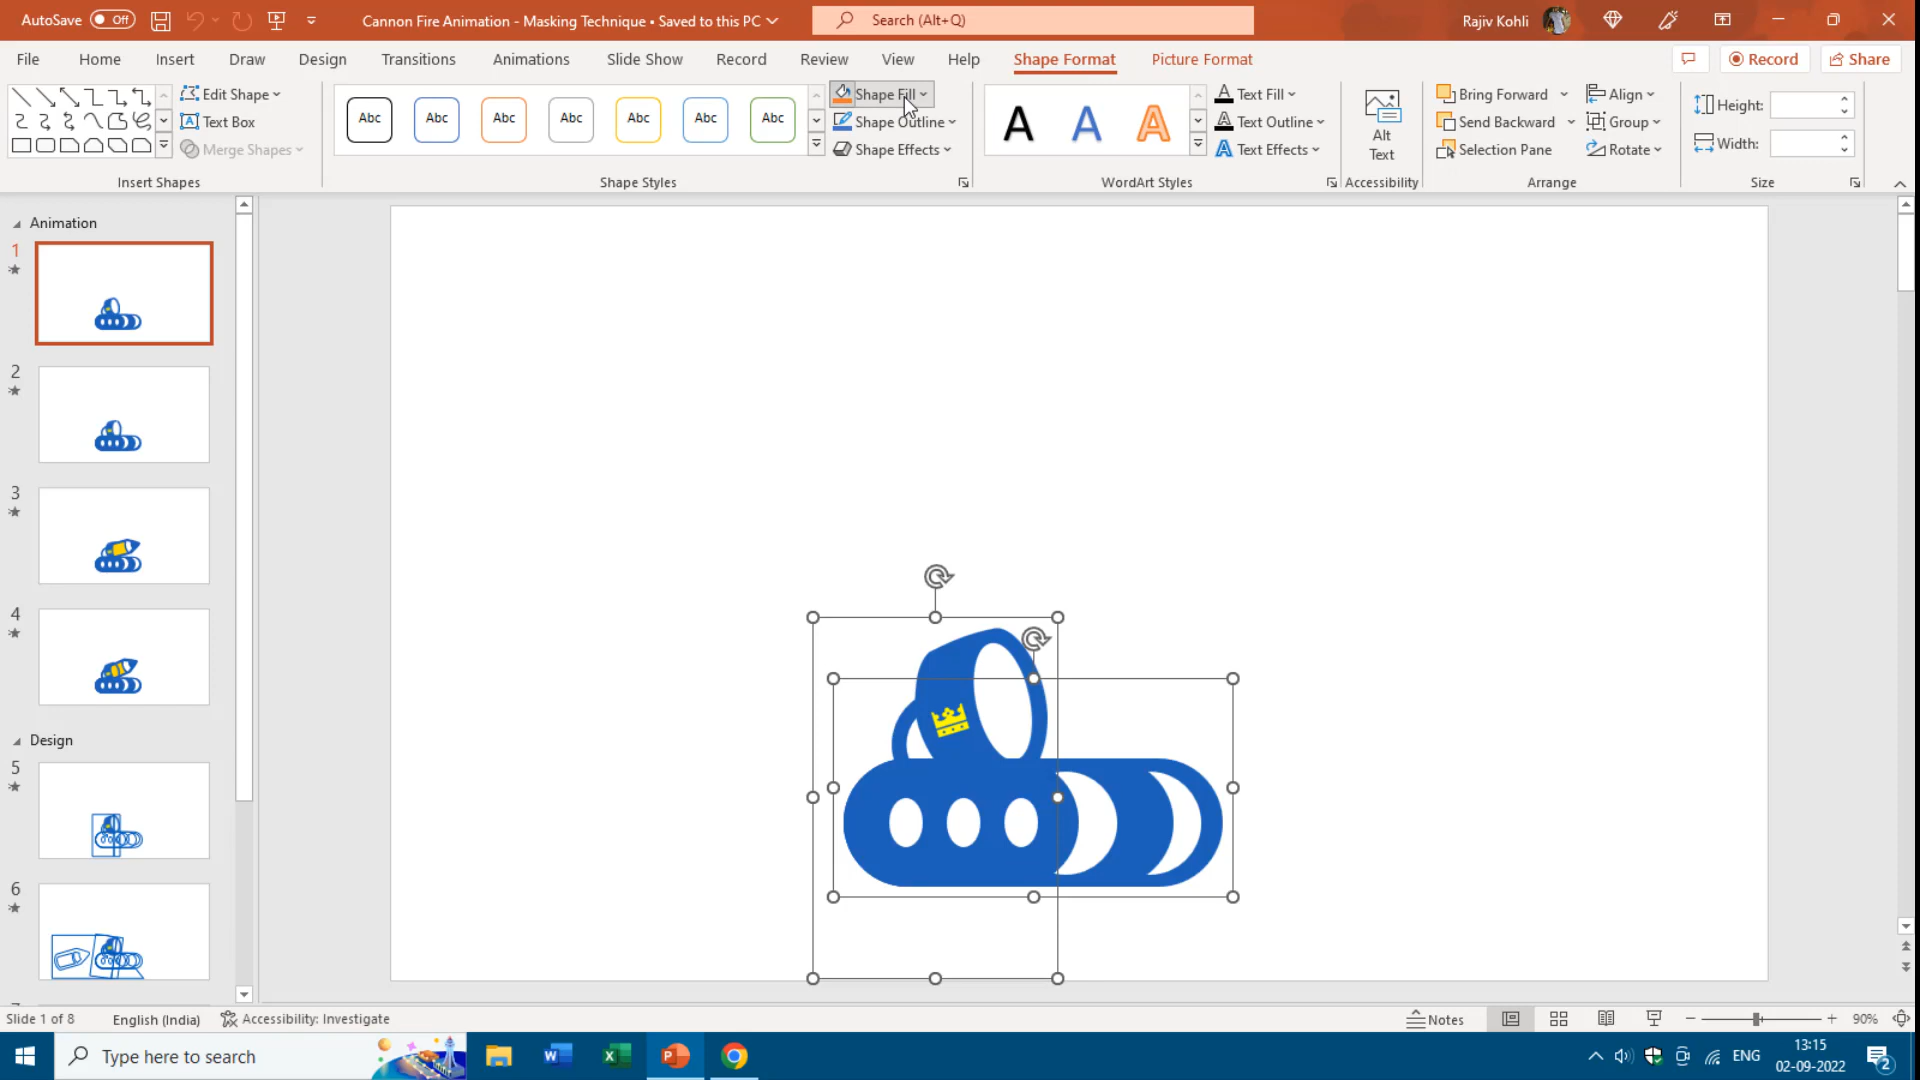 AutoSave Off
Cannon Fire Animation - Masking Technique • Saved to this PC
Search (Alt+Q)
Rajiv Kohli
File Home Insert Draw Design Transitions Animations Slide Show Record Review View Help Shape Format Picture Format
Record Share
Edit Shape
Text Box
Merge Shapes
Insert Shapes
Abc Abc Abc Abc Abc Abc Abc
Shape Fill
Shape Outline
Shape Effects
Shape Styles
A A A
Text Fill
Text Outline
Text Effects
WordArt Styles
Alt
Text
Accessibility
Bring Forward
Send Backward
Selection Pane
Align
Group
Rotate
Arrange
Height:
Width:
Size
Animation
1
2
3
4
Design
5
6
Slide 1 of 8 English (India) Accessibility: Investigate
Notes
90%
Type here to search
ENG
13:15
02-09-2022
2